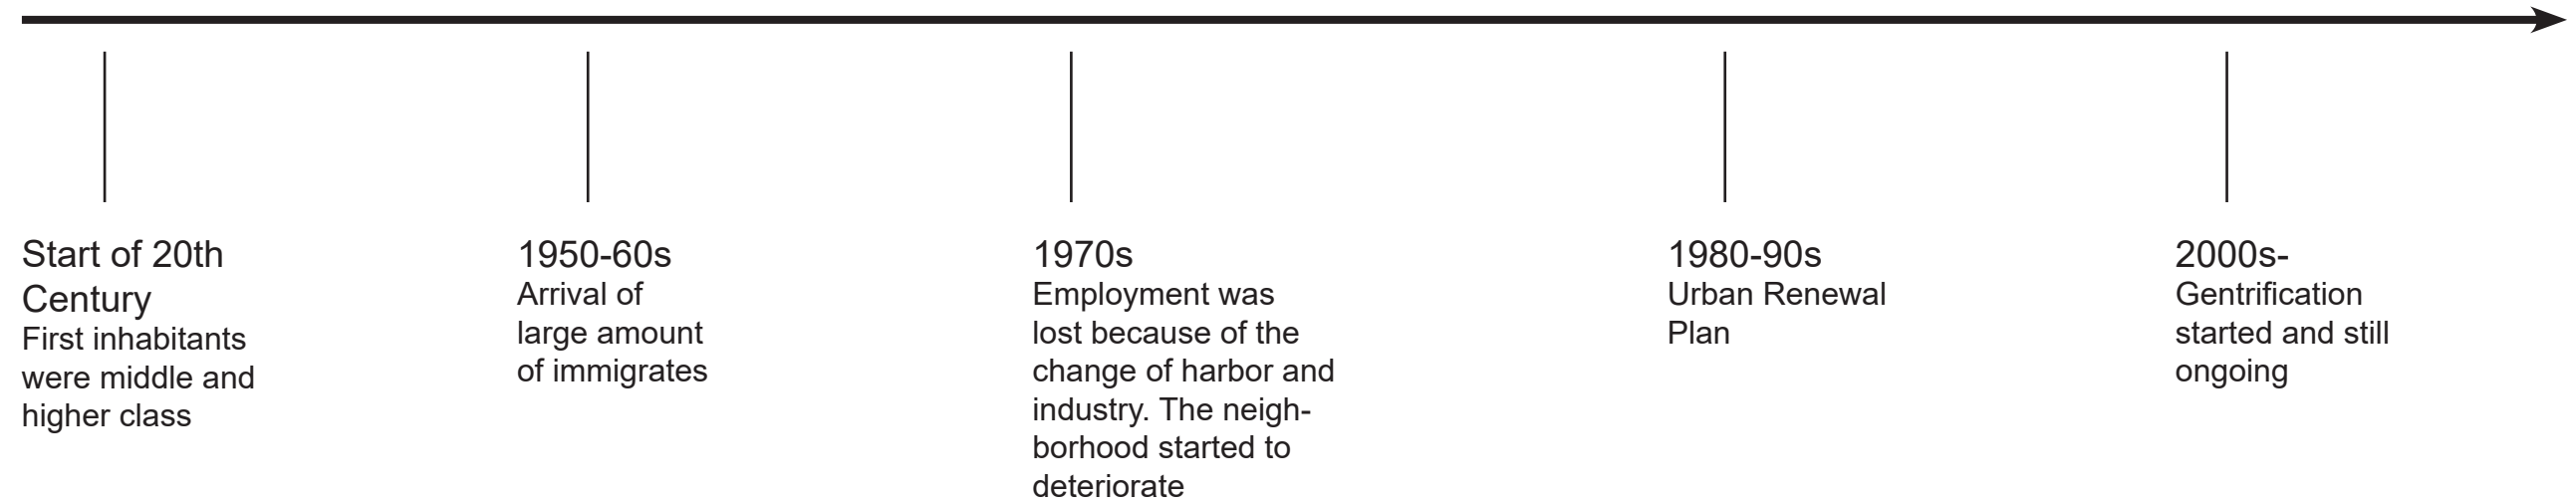 Start of 20th
Century
First inhabitants
were middle and
higher class
1950-60s
Arrival of
large amount
of immigrates
1970s
Employment was
lost because of the
change of harbor and
industry. The neigh-
borhood started to
deteriorate
1980-90s
Urban Renewal
Plan
2000s-
Gentrification
started and still
ongoing